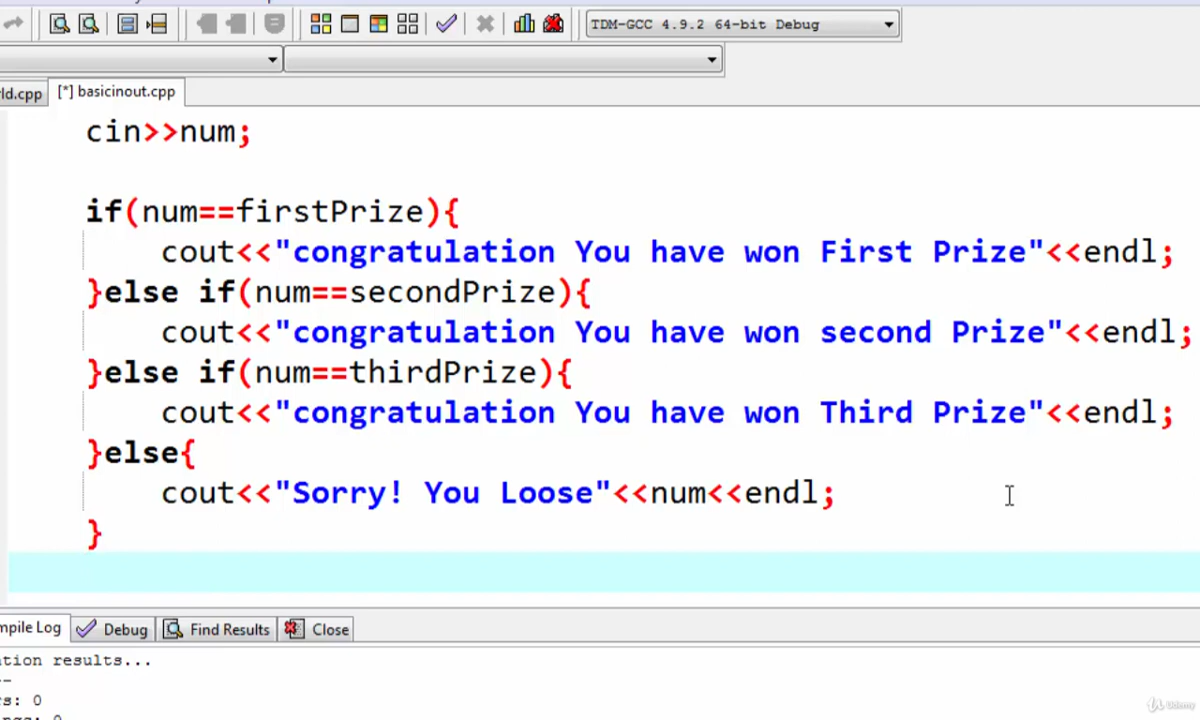 TDM-GCC 4.9.2 64-bit Debug
ld.cpp [*] basicinout.cpp
cin>>num;
if(num==firstPrize){
cout<<"congratulation You have won First Prize"<<endl;
}else if(num==secondPrize){
cout<<"congratulation You have won second Prize"<<endl;
}else if(num==thirdPrize){
cout<<"congratulation You have won Third Prize"<<endl;
}else{
cout<<"Sorry! You Loose"<<num<<endl;
}
mpile Log Debug Find Results Close
ation results...
--
rs: 0
Udemy